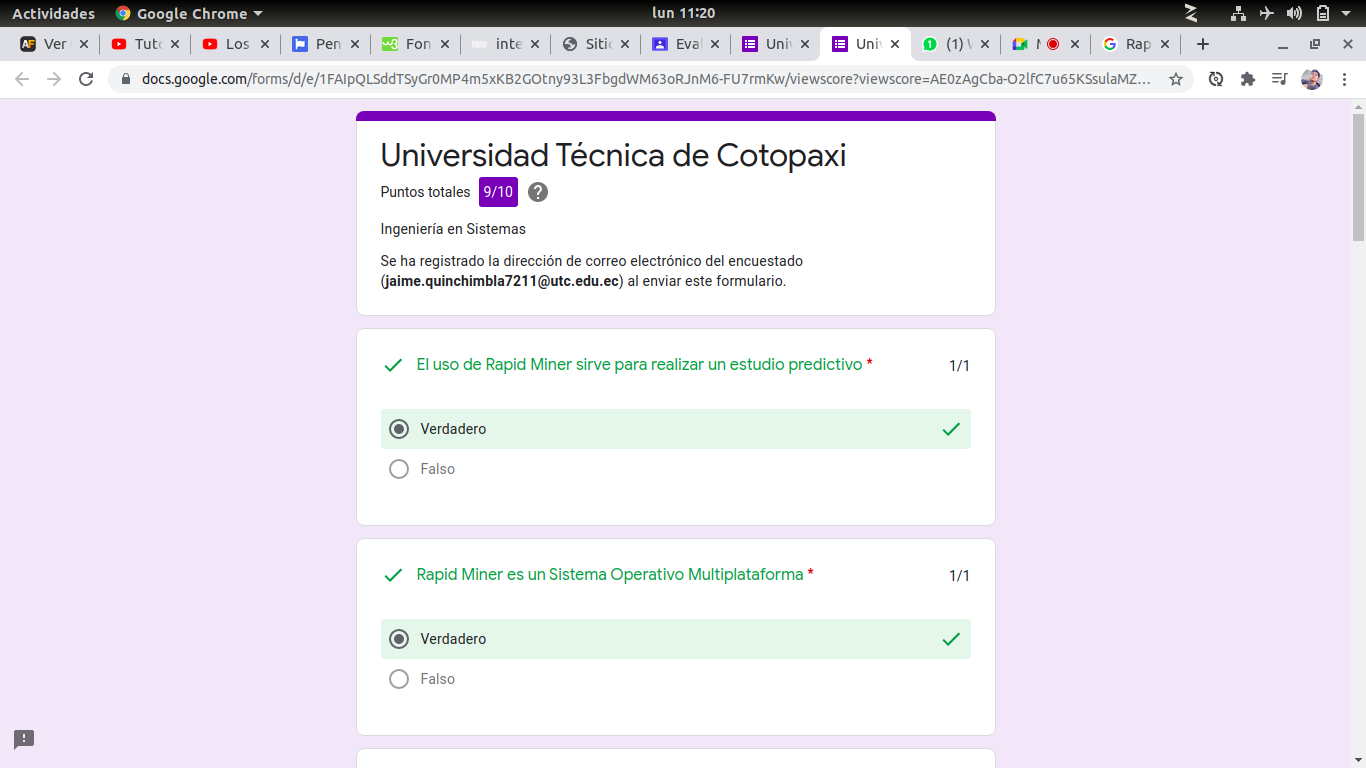 Actividades Google Chrome lun 11:20
Ver Tuto Los Pen Fon inte Sitio Eval Univ Univ (1) W Rap
docs.google.com/forms/d/e/1FAIpQLSddTSyGr0MP4m5xKB2GOtny93L3FbgdWM63oRJnM6-FU7rmKw/viewscore?viewscore=AE0zAgCba-O2lfC7u65KSsulaMZ...
Universidad Técnica de Cotopaxi
Puntos totales 9/10
Ingeniería en Sistemas
Se ha registrado la dirección de correo electrónico del encuestado
(jaime.quinchimbla7211@utc.edu.ec) al enviar este formulario.
El uso de Rapid Miner sirve para realizar un estudio predictivo * 1/1
Verdadero
Falso
Rapid Miner es un Sistema Operativo Multiplataforma * 1/1
Verdadero
Falso